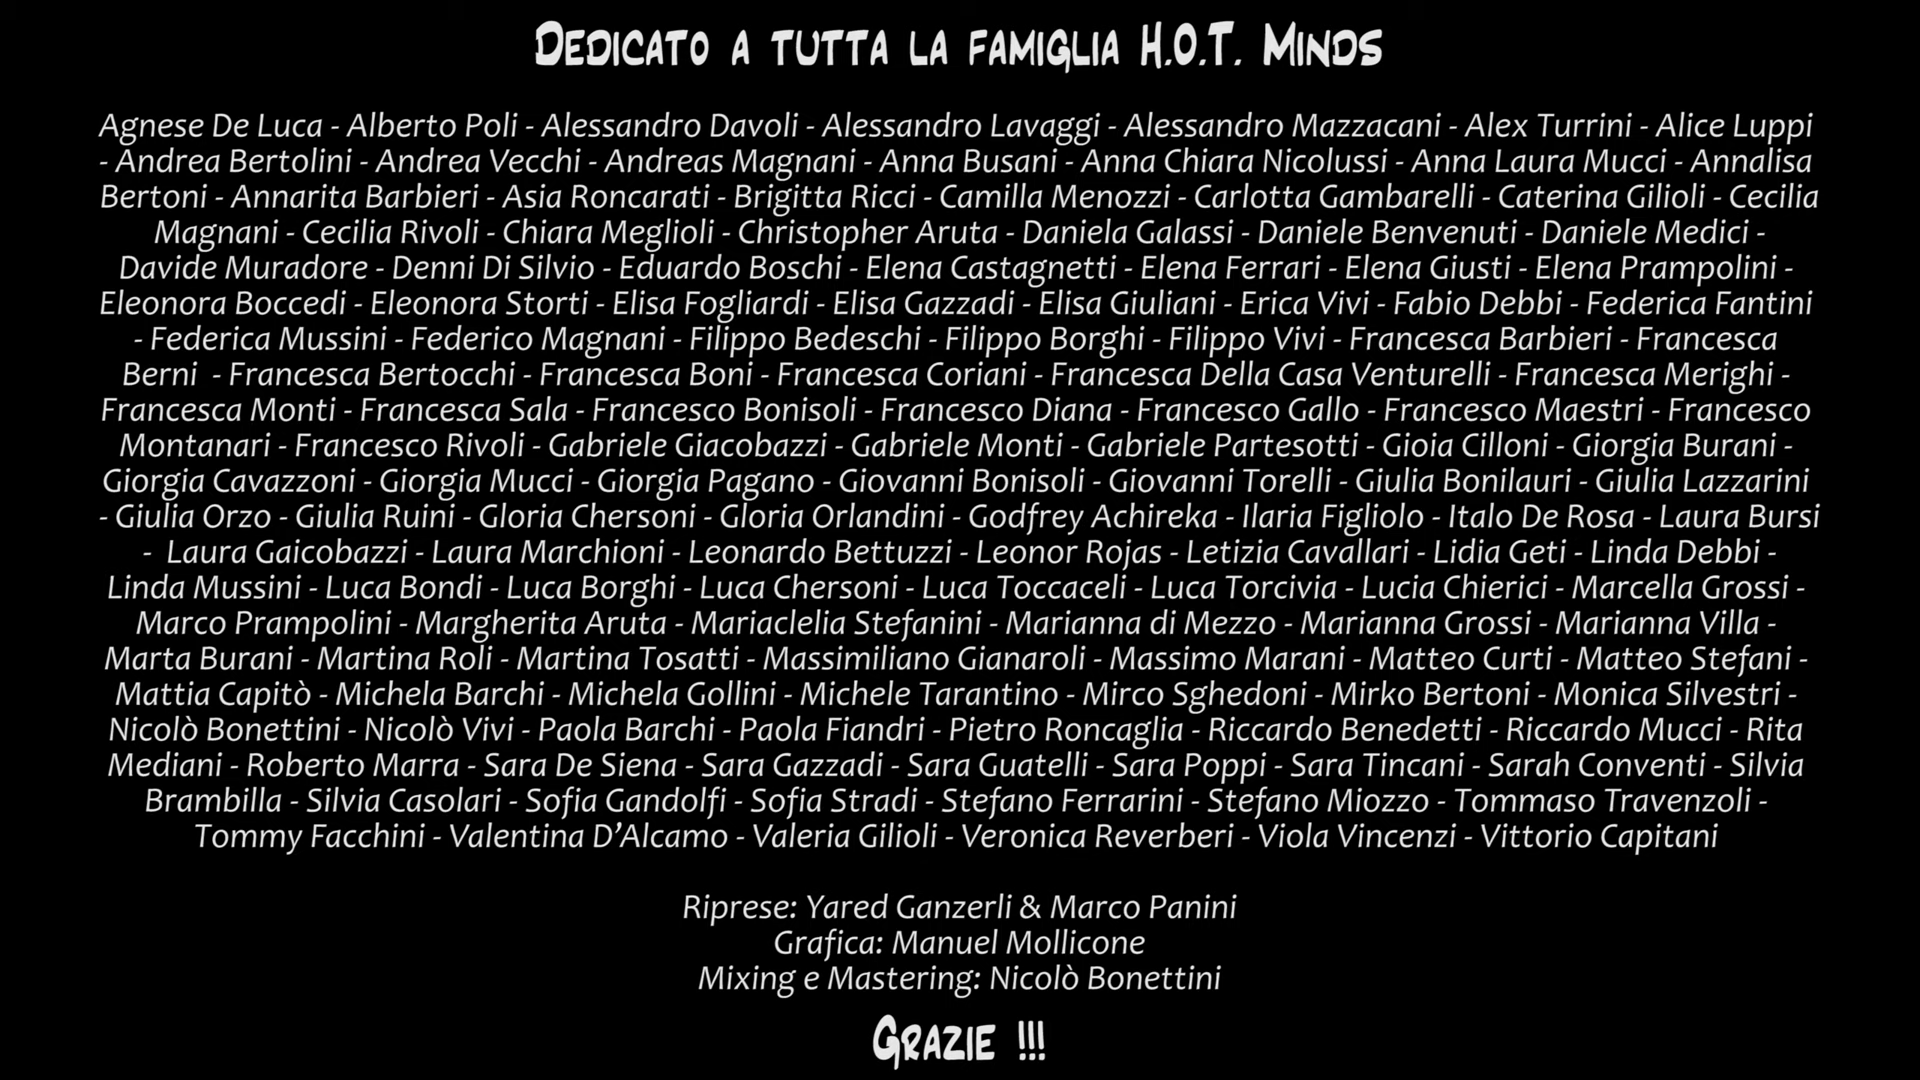 Dedicato a tutta la famiglia H.O.T. Minds
Agnese De Luca - Alberto Poli - Alessandro Davoli - Alessandro Lavaggi - Alessandro Mazzacani - Alex Turrini - Alice Luppi
- Andrea Bertolini - Andrea Vecchi - Andreas Magnani - Anna Busani - Anna Chiara Nicolussi - Anna Laura Mucci - Annalisa
Bertoni - Annarita Barbieri - Asia Roncarati - Brigitta Ricci - Camilla Menozzi - Carlotta Gambarelli - Caterina Gilioli - Cecilia
Magnani - Cecilia Rivoli - Chiara Meglioli - Christopher Aruta - Daniela Galassi - Daniele Benvenuti - Daniele Medici -
Davide Muradore - Denni Di Silvio - Eduardo Boschi - Elena Castagnetti - Elena Ferrari - Elena Giusti - Elena Prampolini -
Eleonora Boccedi - Eleonora Storti - Elisa Fogliardi - Elisa Gazzadi - Elisa Giuliani - Erica Vivi - Fabio Debbi - Federica Fantini
- Federica Mussini - Federico Magnani - Filippo Bedeschi - Filippo Borghi - Filippo Vivi - Francesca Barbieri - Francesca
Berni  - Francesca Bertocchi - Francesca Boni - Francesca Coriani - Francesca Della Casa Venturelli - Francesca Merighi -
Francesca Monti - Francesca Sala - Francesco Bonisoli - Francesco Diana - Francesco Gallo - Francesco Maestri - Francesco
Montanari - Francesco Rivoli - Gabriele Giacobazzi - Gabriele Monti - Gabriele Partesotti - Gioia Cilloni - Giorgia Burani -
Giorgia Cavazzoni - Giorgia Mucci - Giorgia Pagano - Giovanni Bonisoli - Giovanni Torelli - Giulia Bonilauri - Giulia Lazzarini
- Giulia Orzo - Giulia Ruini - Gloria Chersoni - Gloria Orlandini - Godfrey Achireka - Ilaria Figliolo - Italo De Rosa - Laura Bursi
-  Laura Gaicobazzi - Laura Marchioni - Leonardo Bettuzzi - Leonor Rojas - Letizia Cavallari - Lidia Geti - Linda Debbi -
Linda Mussini - Luca Bondi - Luca Borghi - Luca Chersoni - Luca Toccaceli - Luca Torcivia - Lucia Chierici - Marcella Grossi -
Marco Prampolini - Margherita Aruta - Mariaclelia Stefanini - Marianna di Mezzo - Marianna Grossi - Marianna Villa -
Marta Burani - Martina Roli - Martina Tosatti - Massimiliano Gianaroli - Massimo Marani - Matteo Curti - Matteo Stefani -
Mattia Capitò - Michela Barchi - Michela Gollini - Michele Tarantino - Mirco Sghedoni - Mirko Bertoni - Monica Silvestri -
Nicolò Bonettini - Nicolò Vivi - Paola Barchi - Paola Fiandri - Pietro Roncaglia - Riccardo Benedetti - Riccardo Mucci - Rita
Mediani - Roberto Marra - Sara De Siena - Sara Gazzadi - Sara Guatelli - Sara Poppi - Sara Tincani - Sarah Conventi - Silvia
Brambilla - Silvia Casolari - Sofia Gandolfi - Sofia Stradi - Stefano Ferrarini - Stefano Miozzo - Tommaso Travenzoli -
Tommy Facchini - Valentina D’Alcamo - Valeria Gilioli - Veronica Reverberi - Viola Vincenzi - Vittorio Capitani
Riprese: Yared Ganzerli & Marco Panini
Grafica: Manuel Mollicone
Mixing e Mastering: Nicolò Bonettini
Grazie !!!